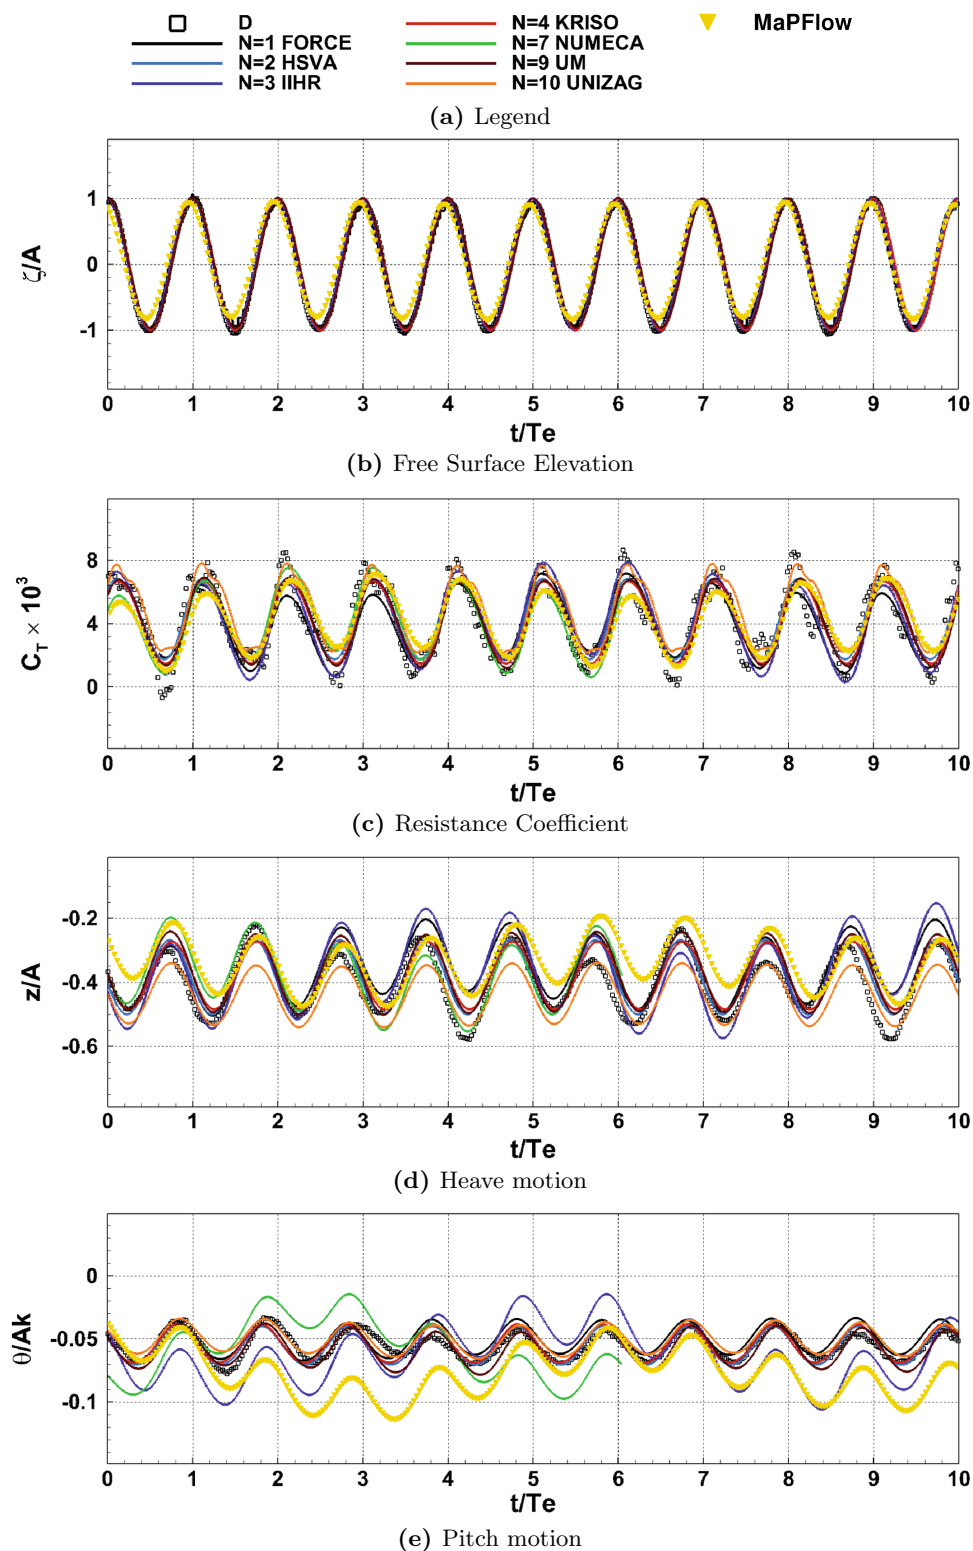 D N=4 KRISO MaPFlow
N=1 FORCE N=7 NUMECA
N=2 HSVA N=9 UM
N=3 IIHR N=10 UNIZAG
(a) Legend
ζ/A
1
0
-1
0 1 2 3 4 5 6 7 8 9 10
t/Te
(b) Free Surface Elevation
C_T × 10³
8
4
0
0 1 2 3 4 5 6 7 8 9 10
t/Te
(c) Resistance Coefficient
z/A
-0.2
-0.4
-0.6
0 1 2 3 4 5 6 7 8 9 10
t/Te
(d) Heave motion
θ/Ak
0
-0.05
-0.1
0 1 2 3 4 5 6 7 8 9 10
t/Te
(e) Pitch motion